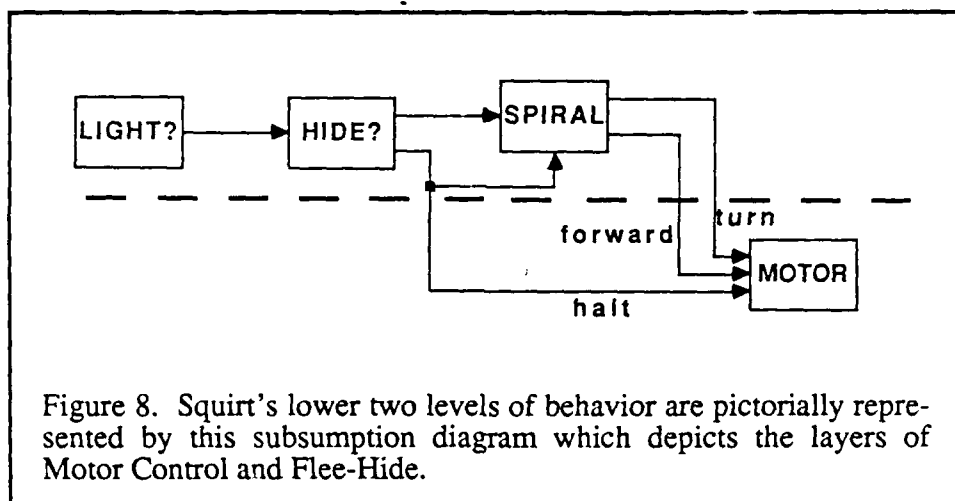 LIGHT?
HIDE?
SPIRAL
turn
forward
MOTOR
halt
Figure 8. Squirt's lower two levels of behavior are pictorially repre-
sented by this subsumption diagram which depicts the layers of
Motor Control and Flee-Hide.